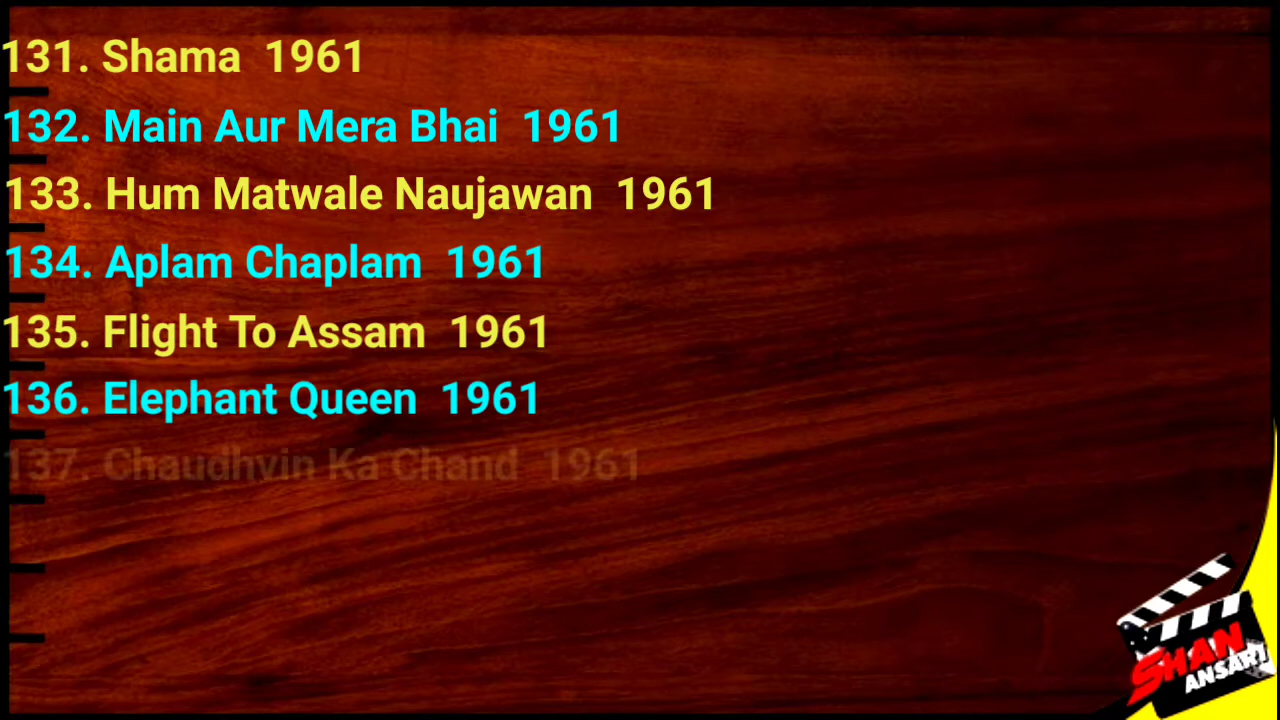 131. Shama 1961
132. Main Aur Mera Bhai 1961
133. Hum Matwale Naujawan 1961
134. Aplam Chaplam 1961
135. Flight To Assam 1961
136. Elephant Queen 1961
137. Chaudhvin Ka Chand 1961
SHAN
ANSARI